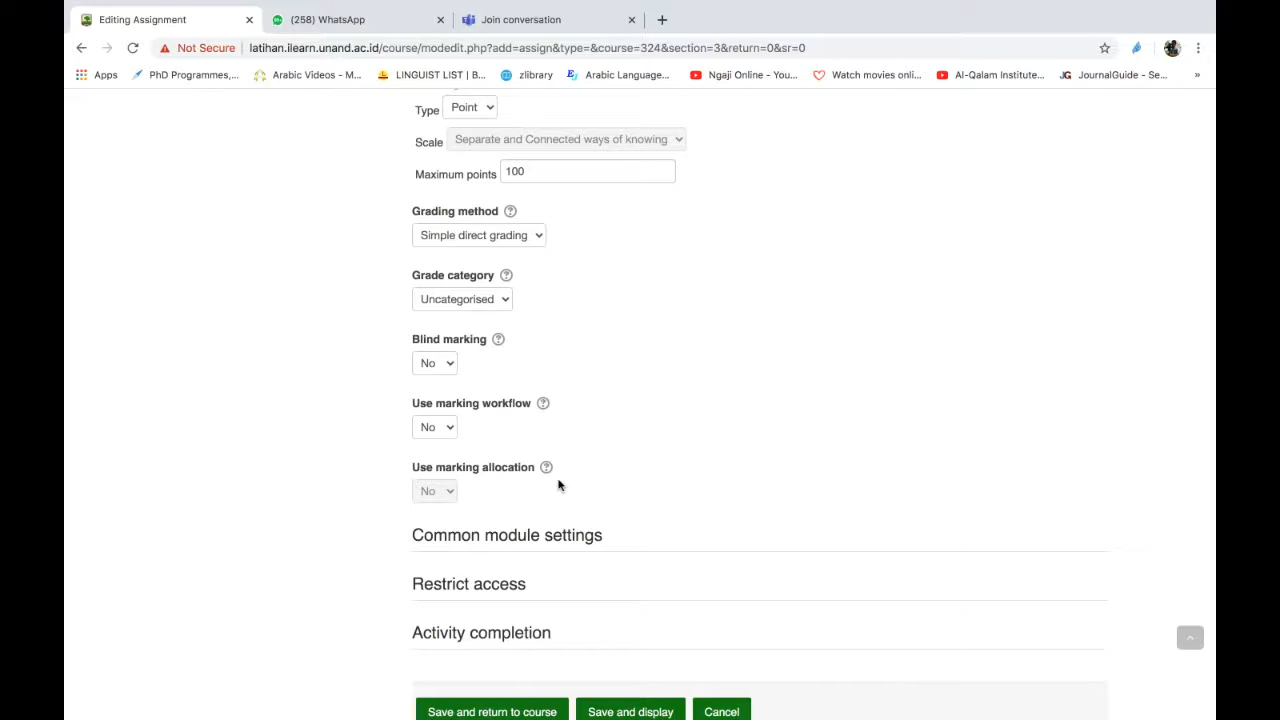 Editing Assignment
(258) WhatsApp
Join conversation
Not Secure
latihan.ilearn.unand.ac.id/course/modedit.php?add=assign&type=&course=324&section=3&return=0&sr=0
Apps
PhD Programmes,...
Arabic Videos - M...
LINGUIST LIST | B...
zlibrary
Arabic Language...
Ngaji Online - You...
Watch movies onli...
Al-Qalam Institute...
JournalGuide - Se...
»
Type Point
Scale Separate and Connected ways of knowing
Maximum points 100
Grading method
Simple direct grading
Grade category
Uncategorised
Blind marking
No
Use marking workflow
No
Use marking allocation
No
Common module settings
Restrict access
Activity completion
Save and return to course
Save and display
Cancel